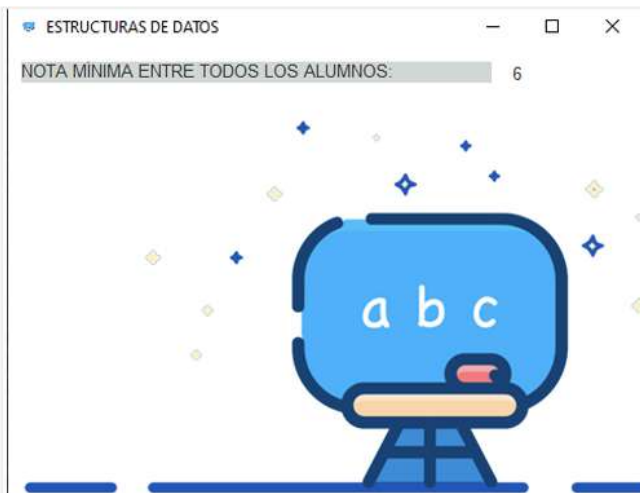 ESTRUCTURAS DE DATOS
NOTA MÍNIMA ENTRE TODOS LOS ALUMNOS: 6
a b c